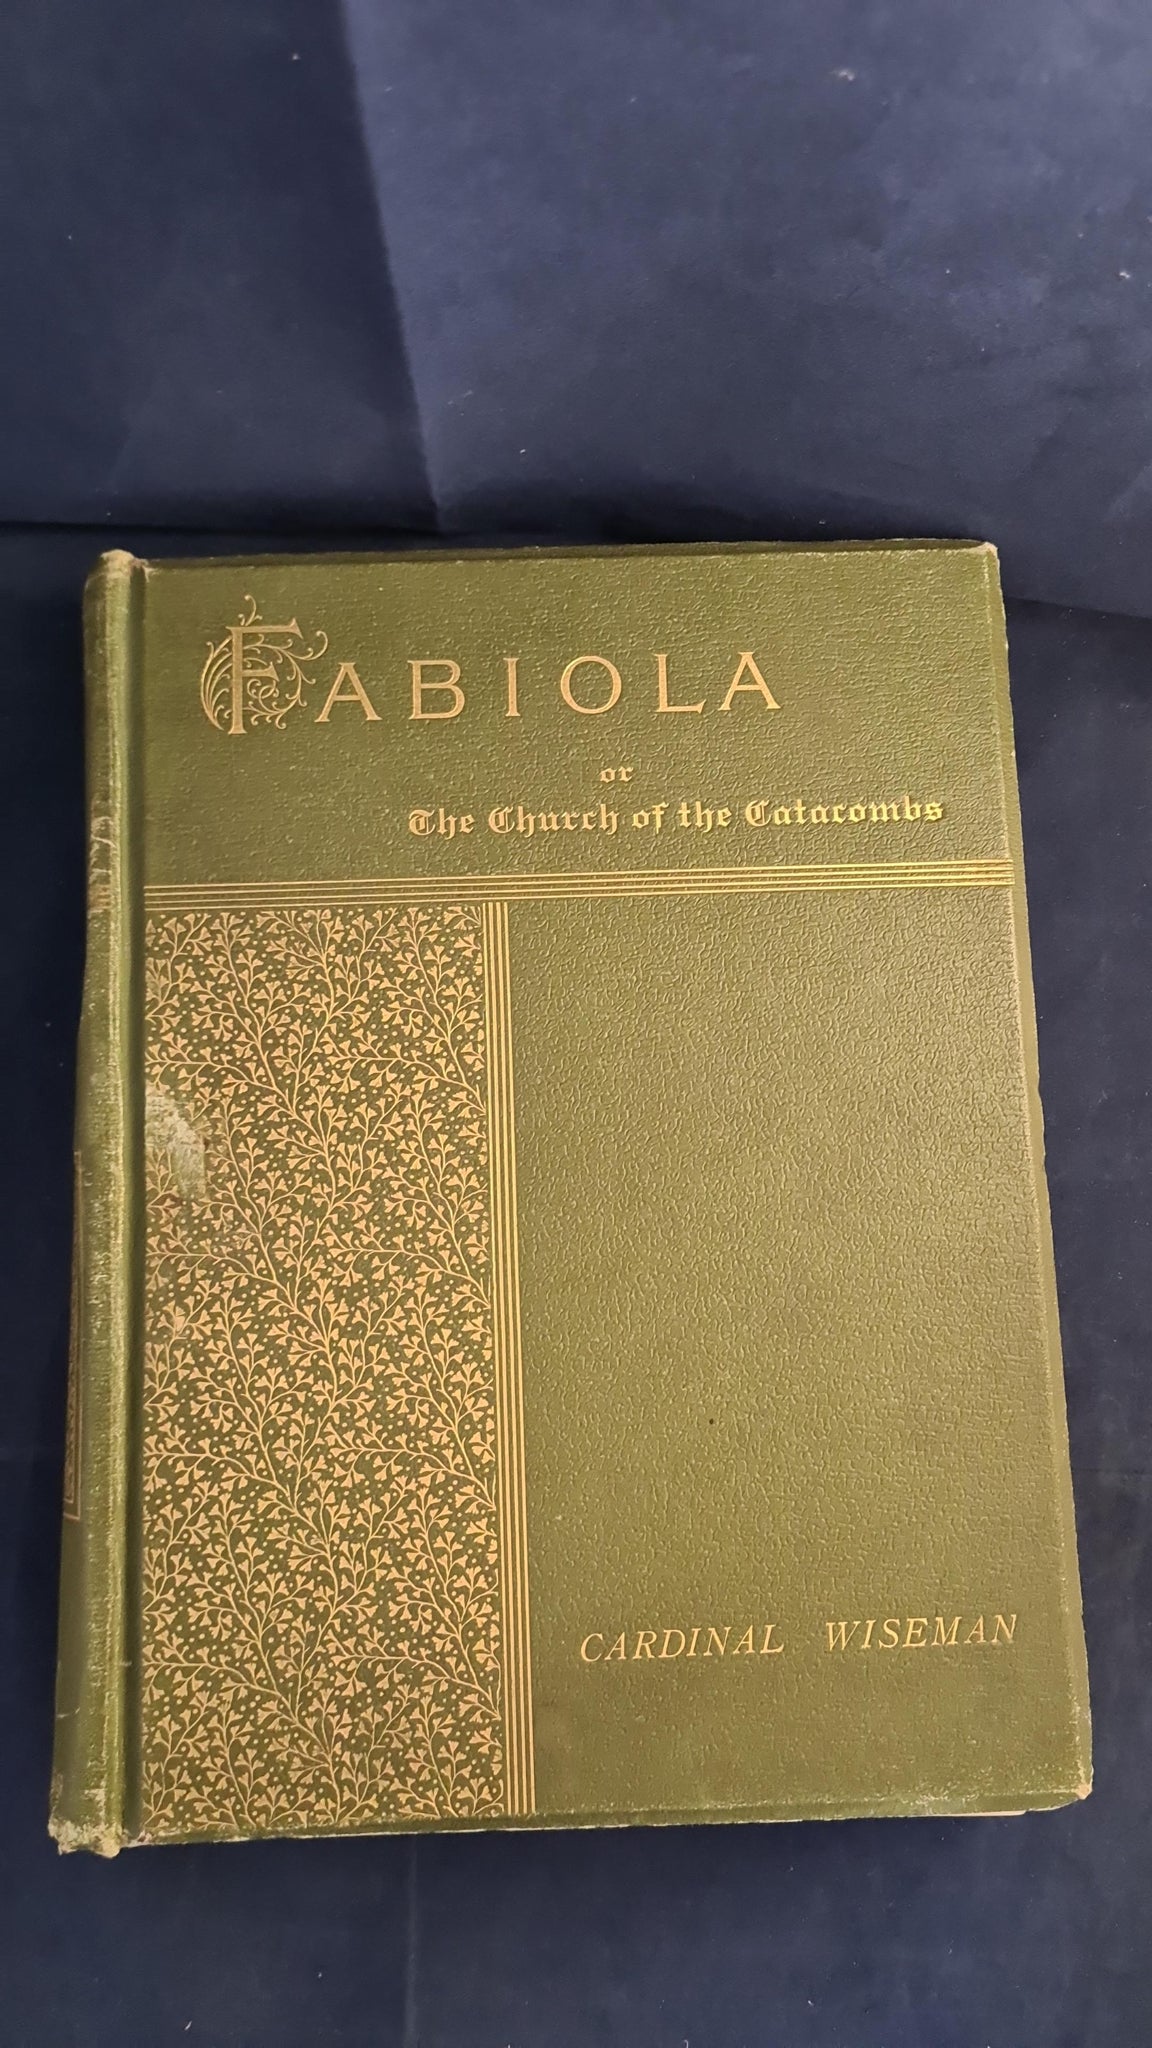 FABIOLA
or
The Church of the Catacombs
CARDINAL WISEMAN